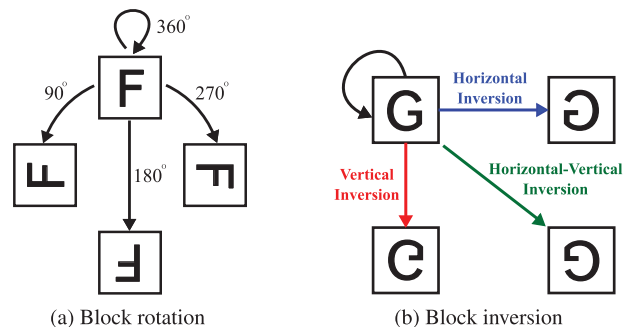 360°
F
90°
270°
F
F
180°
F
(a) Block rotation
G
Horizontal
Inversion
G
Vertical
Inversion
Horizontal-Vertical
Inversion
G
G
(b) Block inversion